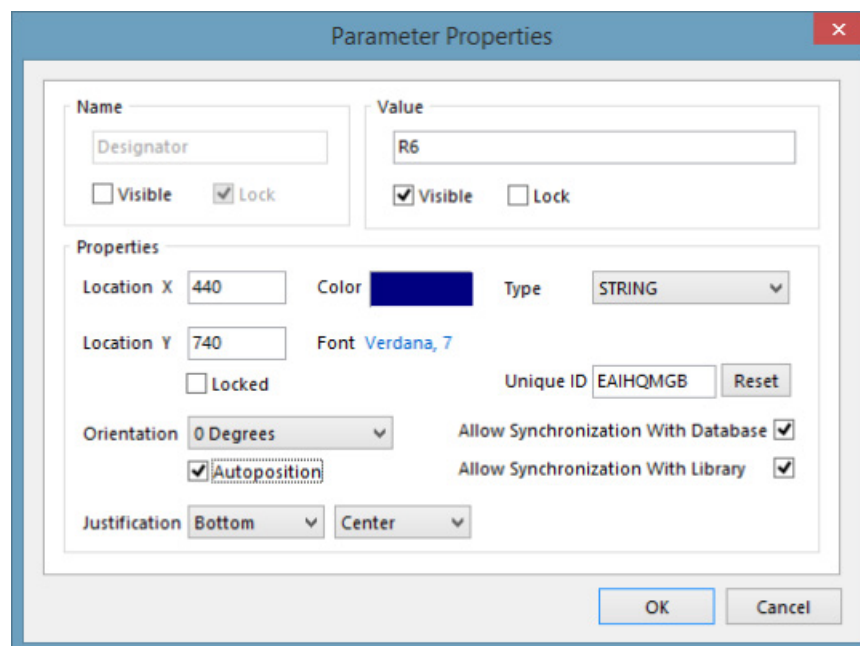 Parameter Properties
Name
Value
Designator
R6
Visible
Lock
Visible
Lock
Properties
Location X 440
Color
Type STRING
Location Y 740
Font Verdana, 7
Locked
Unique ID EAIHQMGB Reset
Orientation 0 Degrees
Allow Synchronization With Database
Autoposition
Allow Synchronization With Library
Justification Bottom Center
OK
Cancel